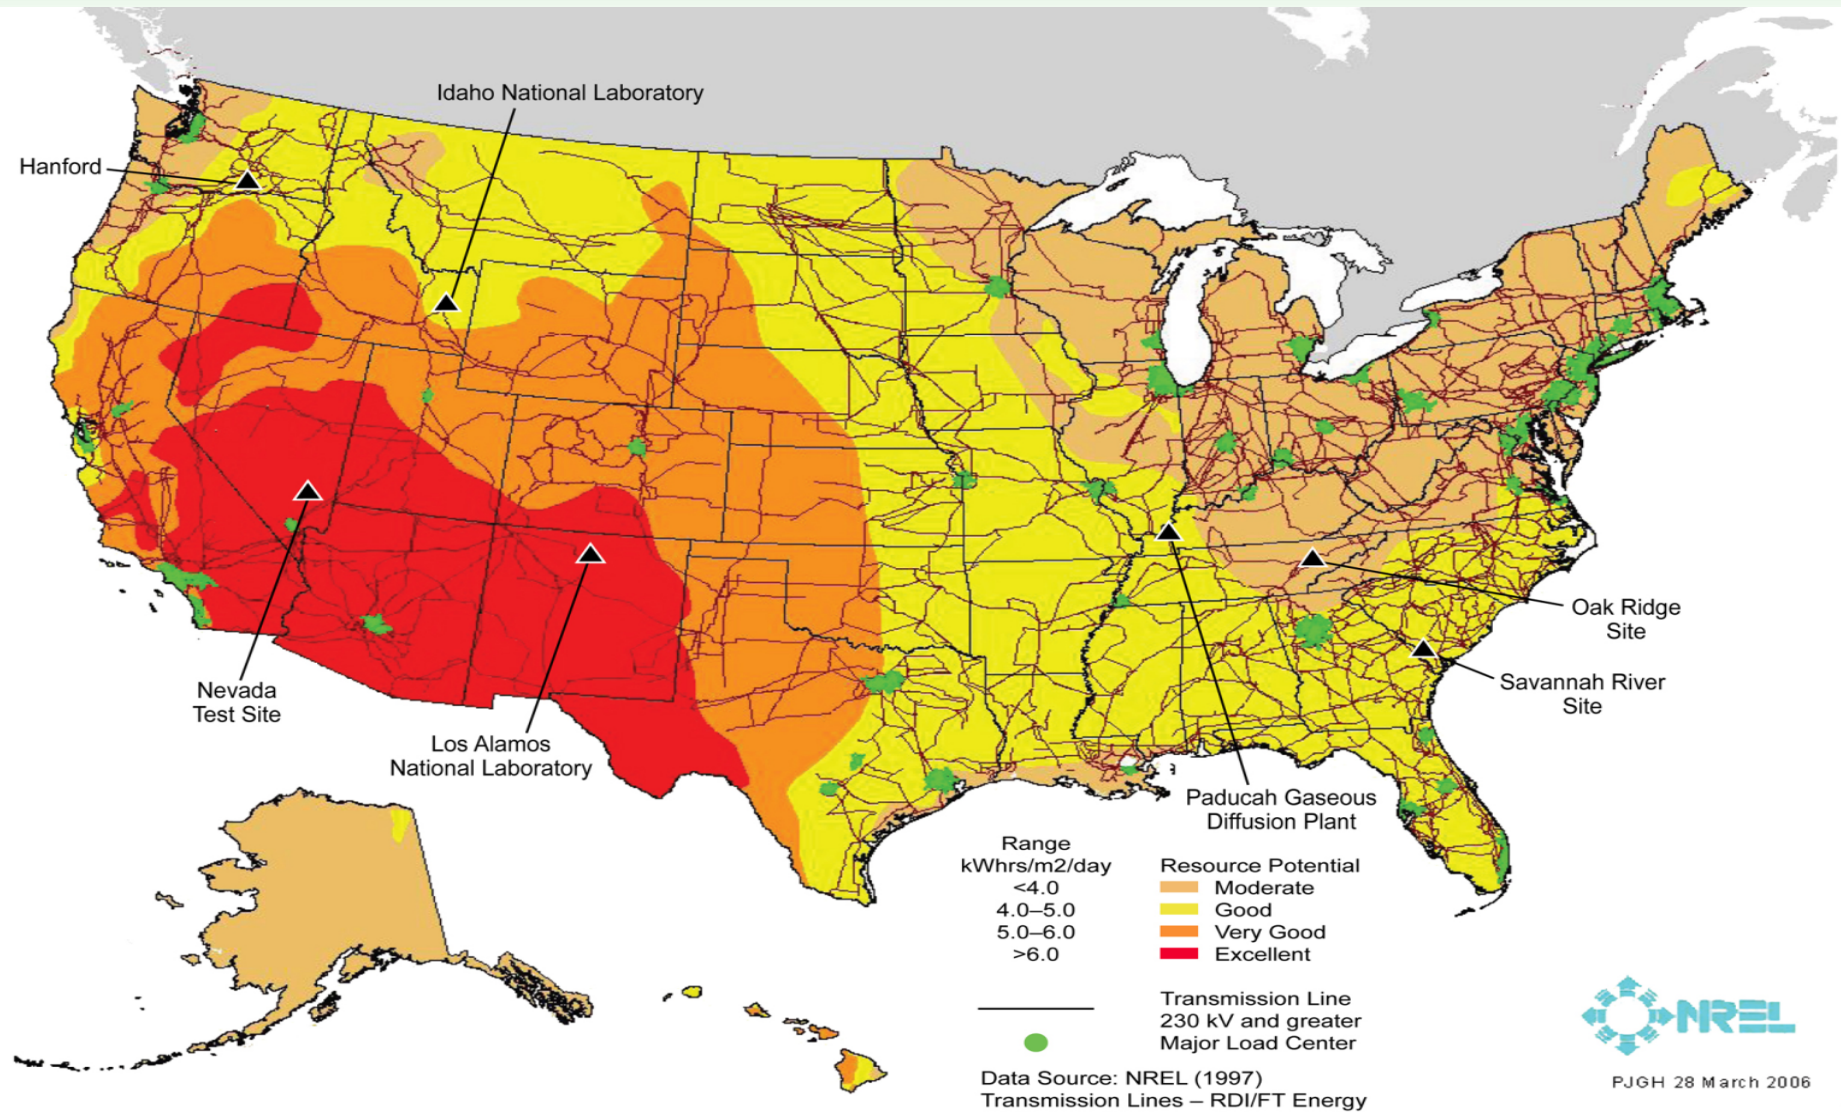 Idaho National Laboratory
Hanford
Oak Ridge
Site
Savannah River
Site
Nevada
Test Site
Los Alamos
National Laboratory
Paducah Gaseous
Diffusion Plant
Range
kWhrs/m2/day
Resource Potential
<4.0 Moderate
4.0–5.0 Good
5.0–6.0 Very Good
>6.0 Excellent
Transmission Line
230 kV and greater
Major Load Center
Data Source: NREL (1997)
Transmission Lines – RDI/FT Energy
NREL
PJGH 28 March 2006